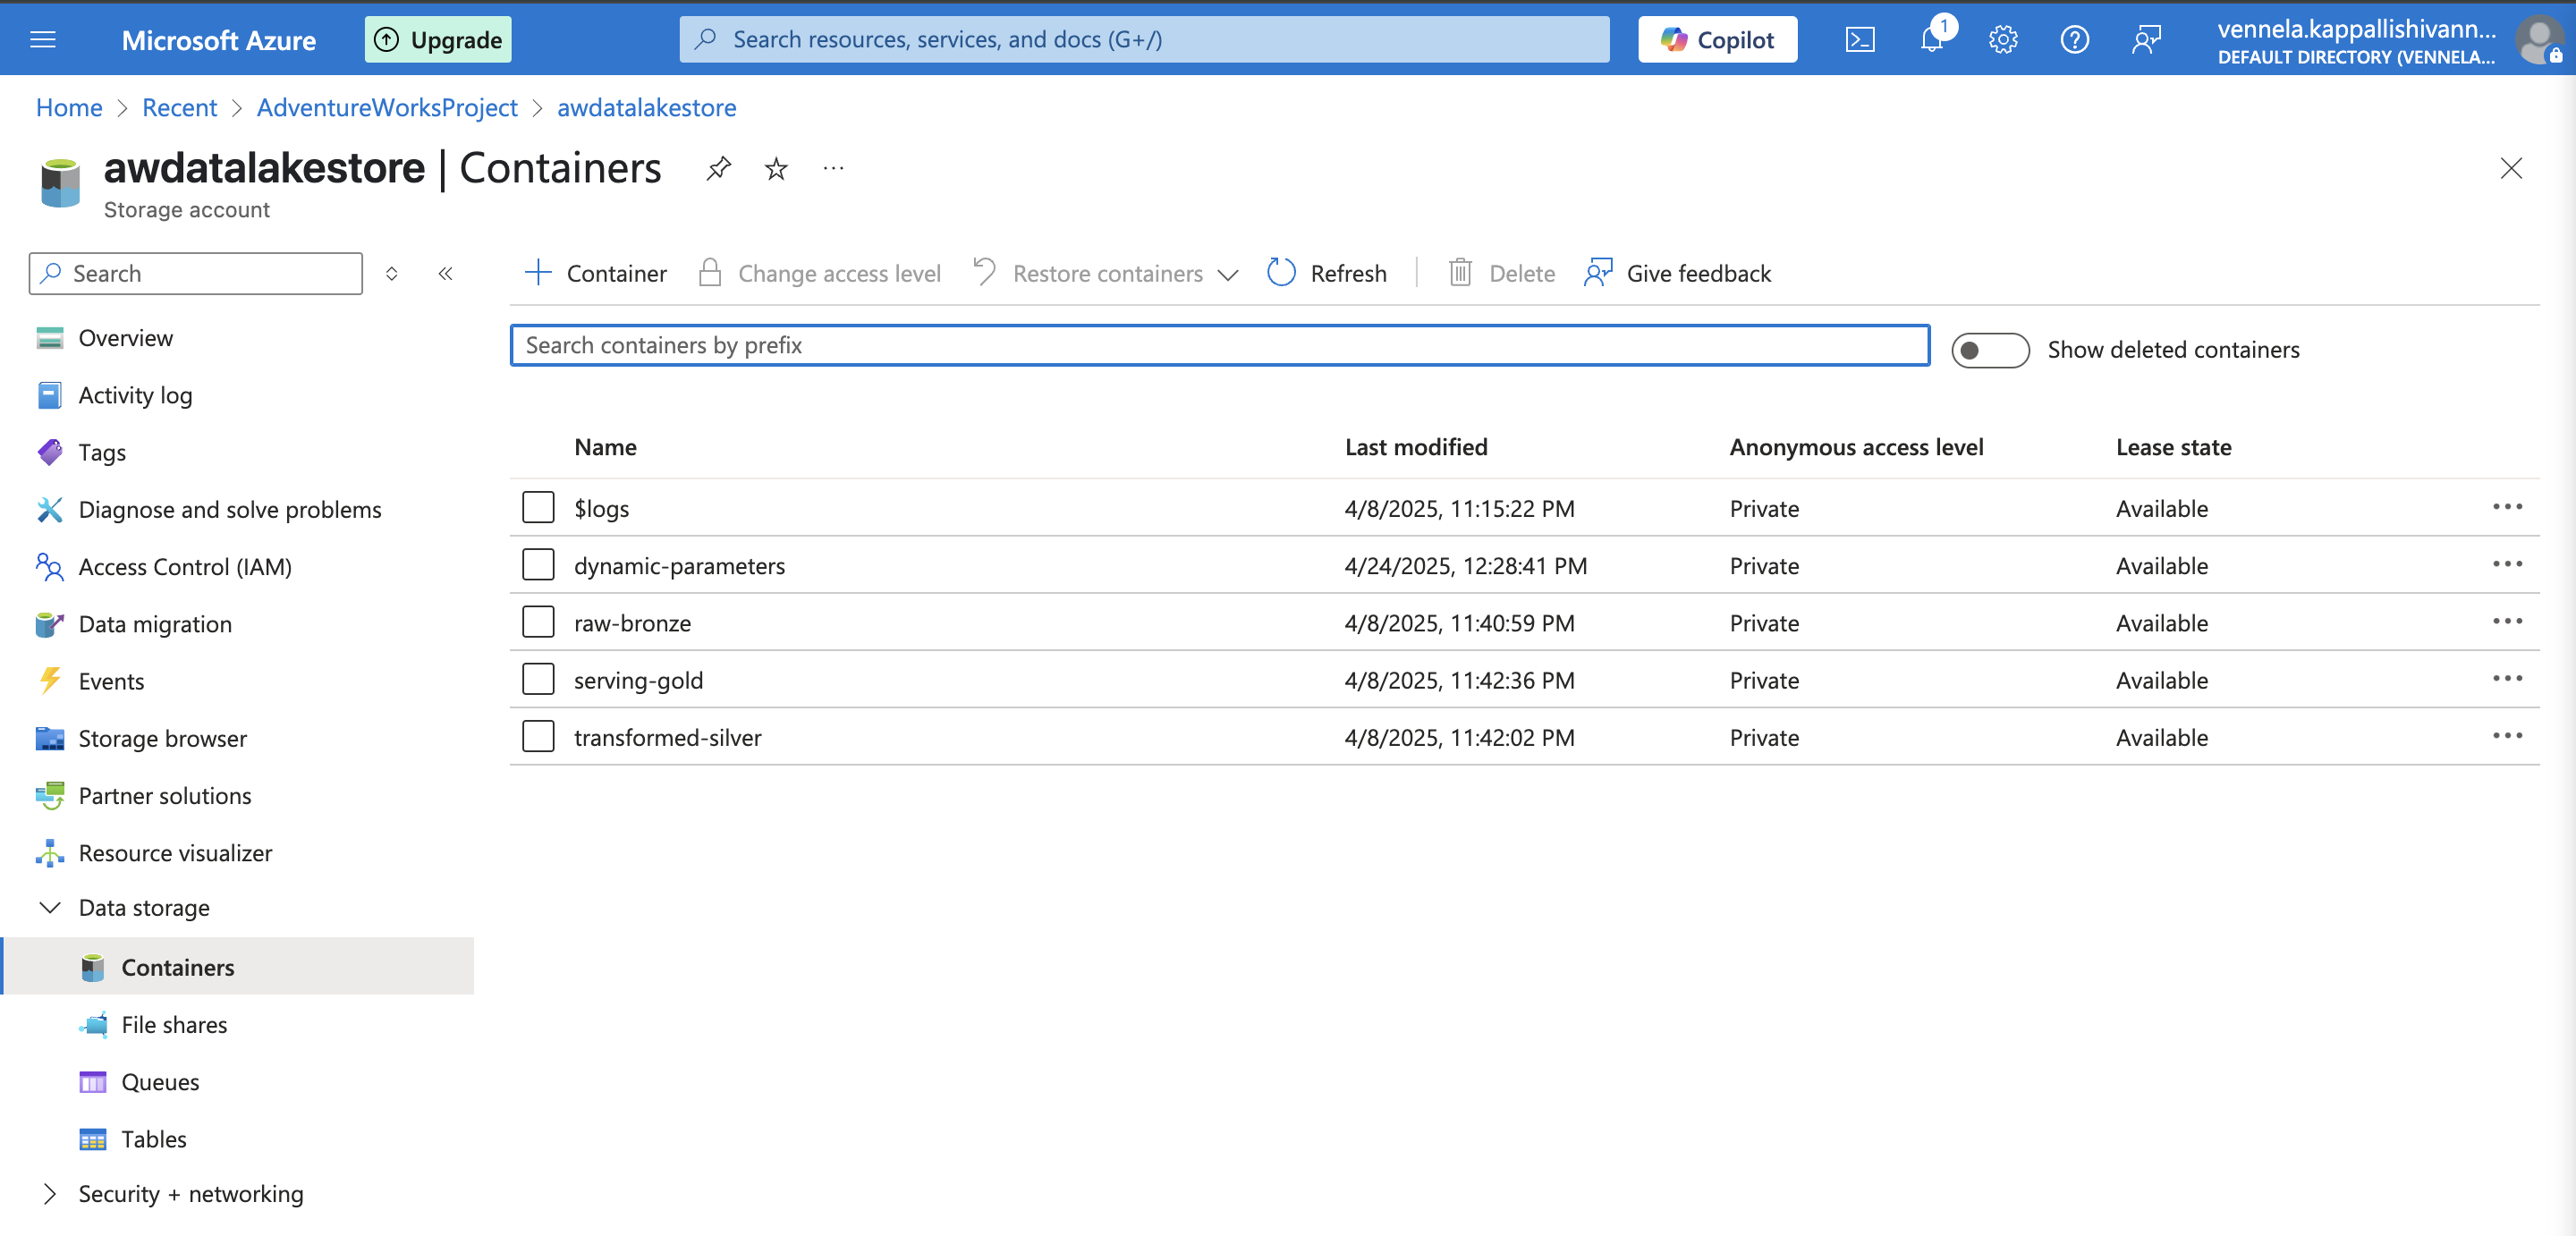 Microsoft Azure
Upgrade
Search resources, services, and docs (G+/)
Copilot
1
vennela.kappallishivann...
DEFAULT DIRECTORY (VENNELA...
Home > Recent > AdventureWorksProject > awdatalakestore
awdatalakestore | Containers
Storage account
Search
Container
Change access level
Restore containers
Refresh
Delete
Give feedback
Search containers by prefix
Show deleted containers
Overview
Activity log
Tags
Diagnose and solve problems
Access Control (IAM)
Data migration
Events
Storage browser
Partner solutions
Resource visualizer
Data storage
Containers
File shares
Queues
Tables
Security + networking
Name Last modified Anonymous access level Lease state
$logs 4/8/2025, 11:15:22 PM Private Available
dynamic-parameters 4/24/2025, 12:28:41 PM Private Available
raw-bronze 4/8/2025, 11:40:59 PM Private Available
serving-gold 4/8/2025, 11:42:36 PM Private Available
transformed-silver 4/8/2025, 11:42:02 PM Private Available